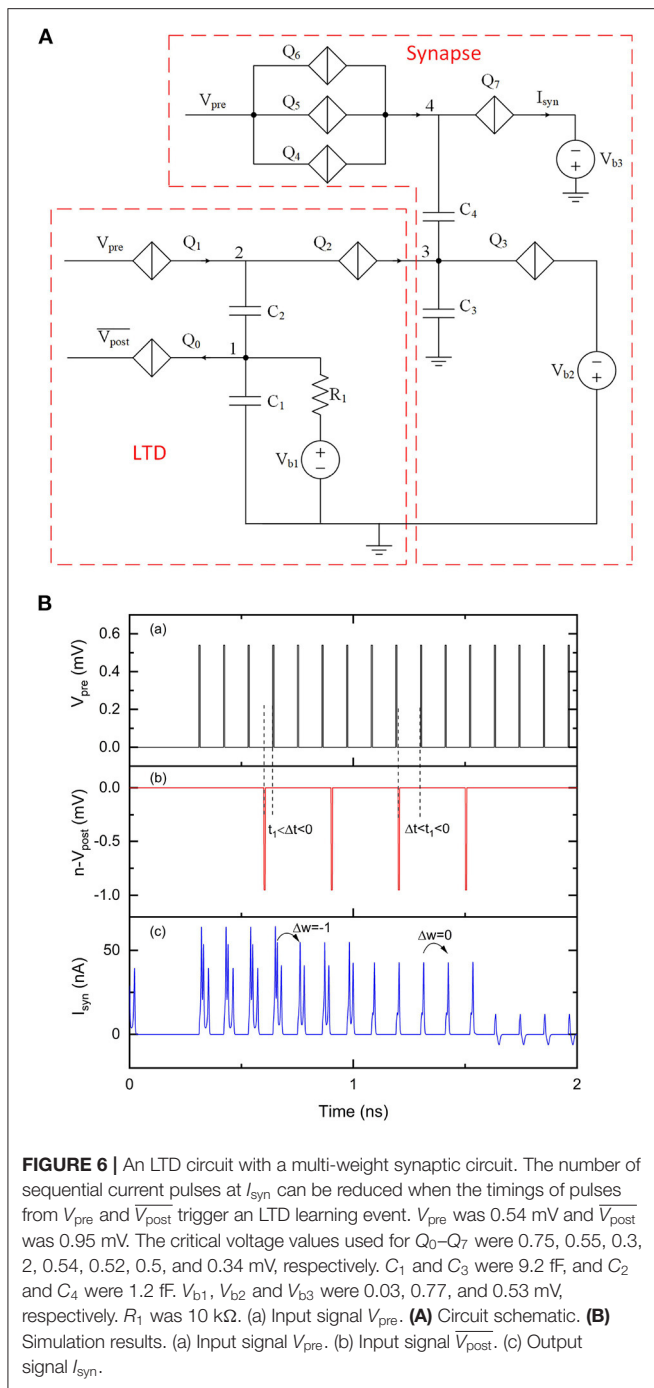 A
Synapse
Q6
Q5
Q4
Vpre
4
Q7
Isyn
Vb3
C4
Vpre
Q1
2
Q2
3
Q3
C2
C3
Vpost
Q0
1
R1
C1
Vb1
Vb2
LTD
B
(a)
Vpre (mV)
0.6
0.4
0.2
0.0
(b)
n-Vpost (mV)
0.0
-0.5
-1.0
t1<Δt<0
Δt<t1<0
(c)
Isyn (nA)
50
0
Δw=-1
Δw=0
0
1
2
Time (ns)
FIGURE 6 | An LTD circuit with a multi-weight synaptic circuit. The number of
sequential current pulses at Isyn can be reduced when the timings of pulses
from Vpre and Vpost trigger an LTD learning event. Vpre was 0.54 mV and Vpost
was 0.95 mV. The critical voltage values used for Q0–Q7 were 0.75, 0.55, 0.3,
2, 0.54, 0.52, 0.5, and 0.34 mV, respectively. C1 and C3 were 9.2 fF, and C2
and C4 were 1.2 fF. Vb1, Vb2 and Vb3 were 0.03, 0.77, and 0.53 mV,
respectively. R1 was 10 kΩ. (a) Input signal Vpre. (A) Circuit schematic. (B)
Simulation results. (a) Input signal Vpre. (b) Input signal Vpost. (c) Output
signal Isyn.